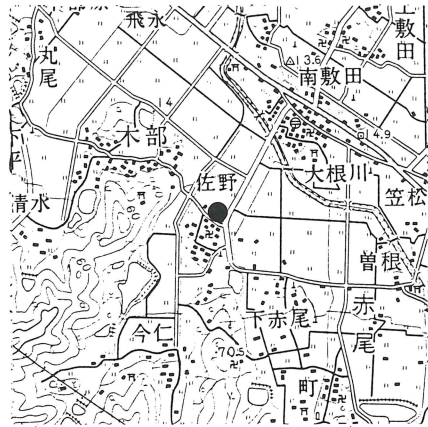 飛永
上敷田
△13.6
南敷田
丸尾
14
□14.9
木部
大根川
佐野
笠松
清水
曽根
赤尾
下赤尾
今仁
70.5
町